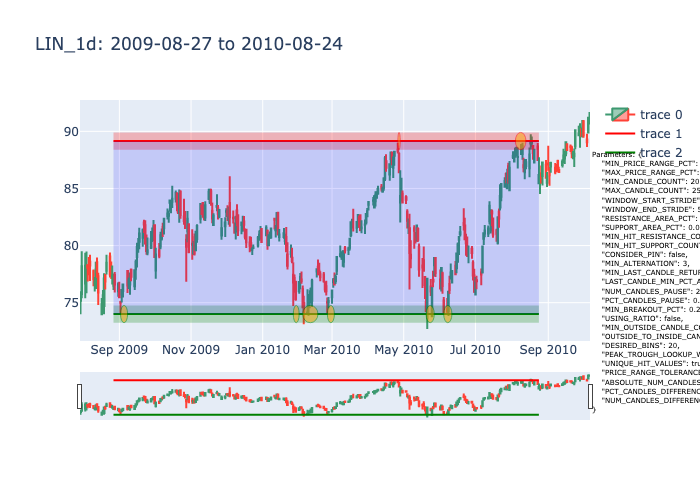 LIN_1d: 2009-08-27 to 2010-08-24
90
85
80
75
Sep 2009
Nov 2009
Jan 2010
Mar 2010
May 2010
Jul 2010
Sep 2010
trace 0
trace 1
trace 2
Parameters: {
"MIN_PRICE_RANGE_PCT":
"MAX_PRICE_RANGE_PCT":
"MIN_CANDLE_COUNT": 20
"MAX_CANDLE_COUNT": 25
"WINDOW_START_STRIDE"
"WINDOW_END_STRIDE": 5
"RESISTANCE_AREA_PCT":
"SUPPORT_AREA_PCT": 0.0
"MIN_HIT_RESISTANCE_CO
"MIN_HIT_SUPPORT_COUN
"CONSIDER_PIN": false,
"MIN_ALTERNATION": 3,
"MIN_LAST_CANDLE_RETUR
"LAST_CANDLE_MIN_PCT_A
"NUM_CANDLES_PAUSE": 2
"PCT_CANDLES_PAUSE": 0.
"MIN_BREAKOUT_PCT": 0.2
"USING_RATIO": false,
"MIN_OUTSIDE_CANDLE_CO
"OUTSIDE_TO_INSIDE_CAN
"DESIRED_BINS": 20,
"PEAK_TROUGH_LOOKUP_W
"UNIQUE_HIT_VALUES": tru
"PRICE_RANGE_TOLERANC
"ABSOLUTE_NUM_CANDLES
"PCT_CANDLES_DIFFERENC
"NUM_CANDLES_DIFFEREN
}